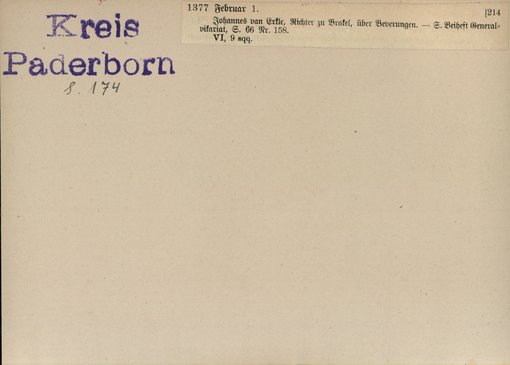 Kreis
Paderborn
S. 174
1377 Februar 1. [214
Johannes van Erkle, Richter zu Brakel, über Beverungen. — S. Beiheft General-
vikariat, S. 66 Nr. 158.
VI, 9 sqq.